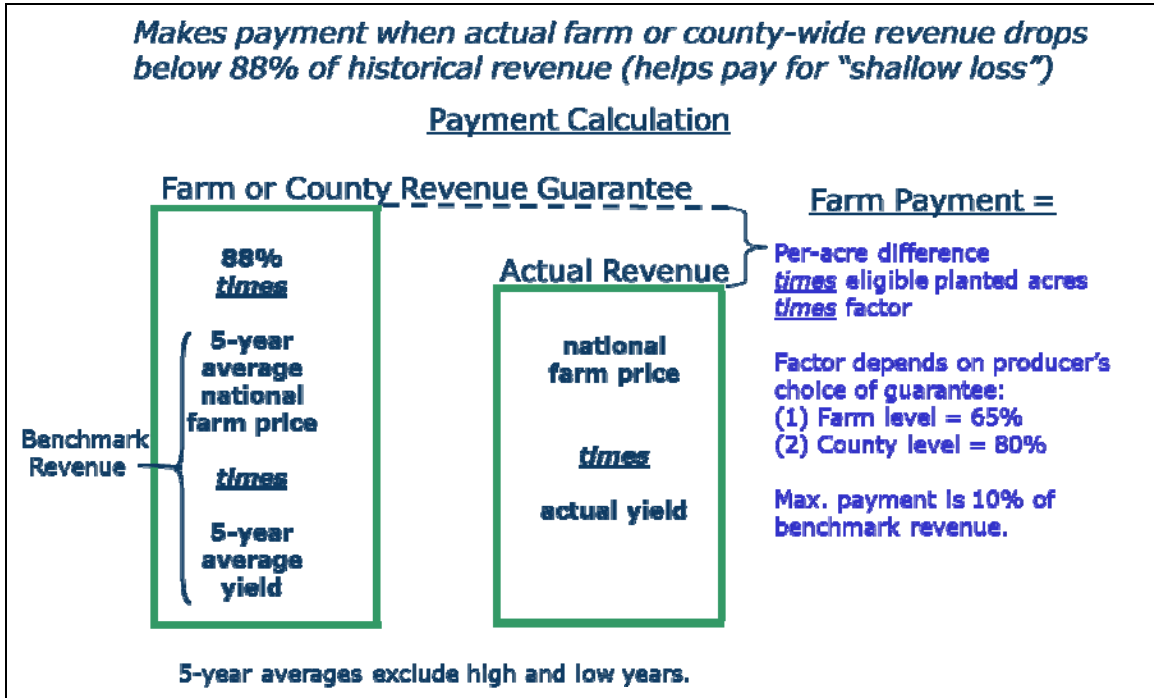 Makes payment when actual farm or county-wide revenue drops
below 88% of historical revenue (helps pay for “shallow loss”)
Payment Calculation
Farm or County Revenue Guarantee
88%
times
5-year
average
national
farm price
times
5-year
average
yield
Benchmark
Revenue
Actual Revenue
national
farm price
times
actual yield
Farm Payment =
Per-acre difference
times eligible planted acres
times factor
Factor depends on producer’s
choice of guarantee:
(1) Farm level = 65%
(2) County level = 80%
Max. payment is 10% of
benchmark revenue.
5-year averages exclude high and low years.